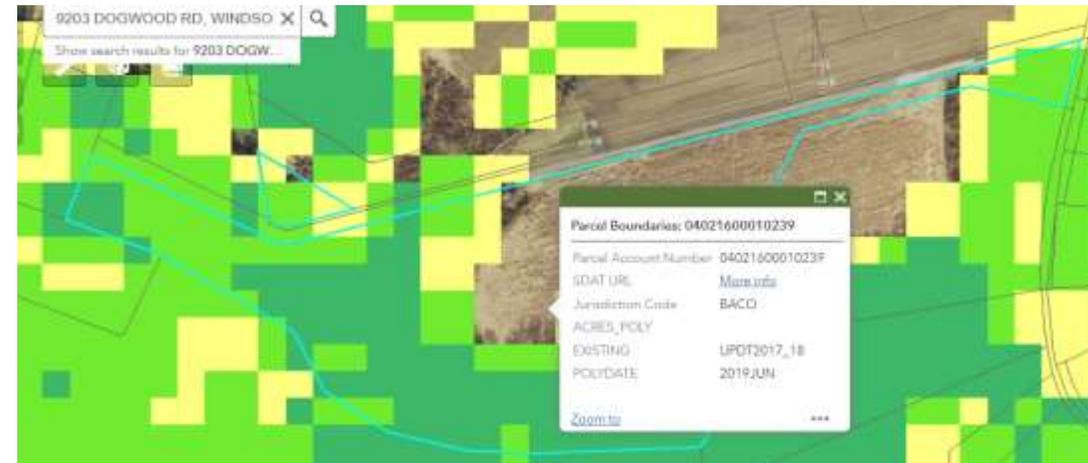 9203 DOGWOOD RD, WINDSO
Show search results for 9203 DOGW...
Parcel Boundaries: 04021600010239
Parcel Account Number 04021600010239
SDAT URL More info
Jurisdiction Code BACO
ACRES_POLY
EXISTING UPDT2017_18
POLYDATE 2019JUN
Zoom to